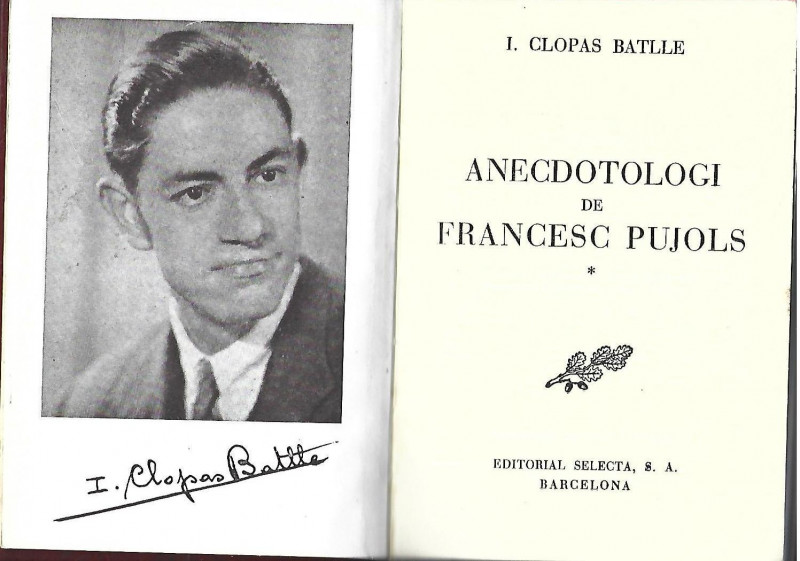 I. Clopas Batlle
I. CLOPAS BATLLE
ANECDOTOLOGI
DE
FRANCESC PUJOLS
*
EDITORIAL SELECTA, S. A.
BARCELONA